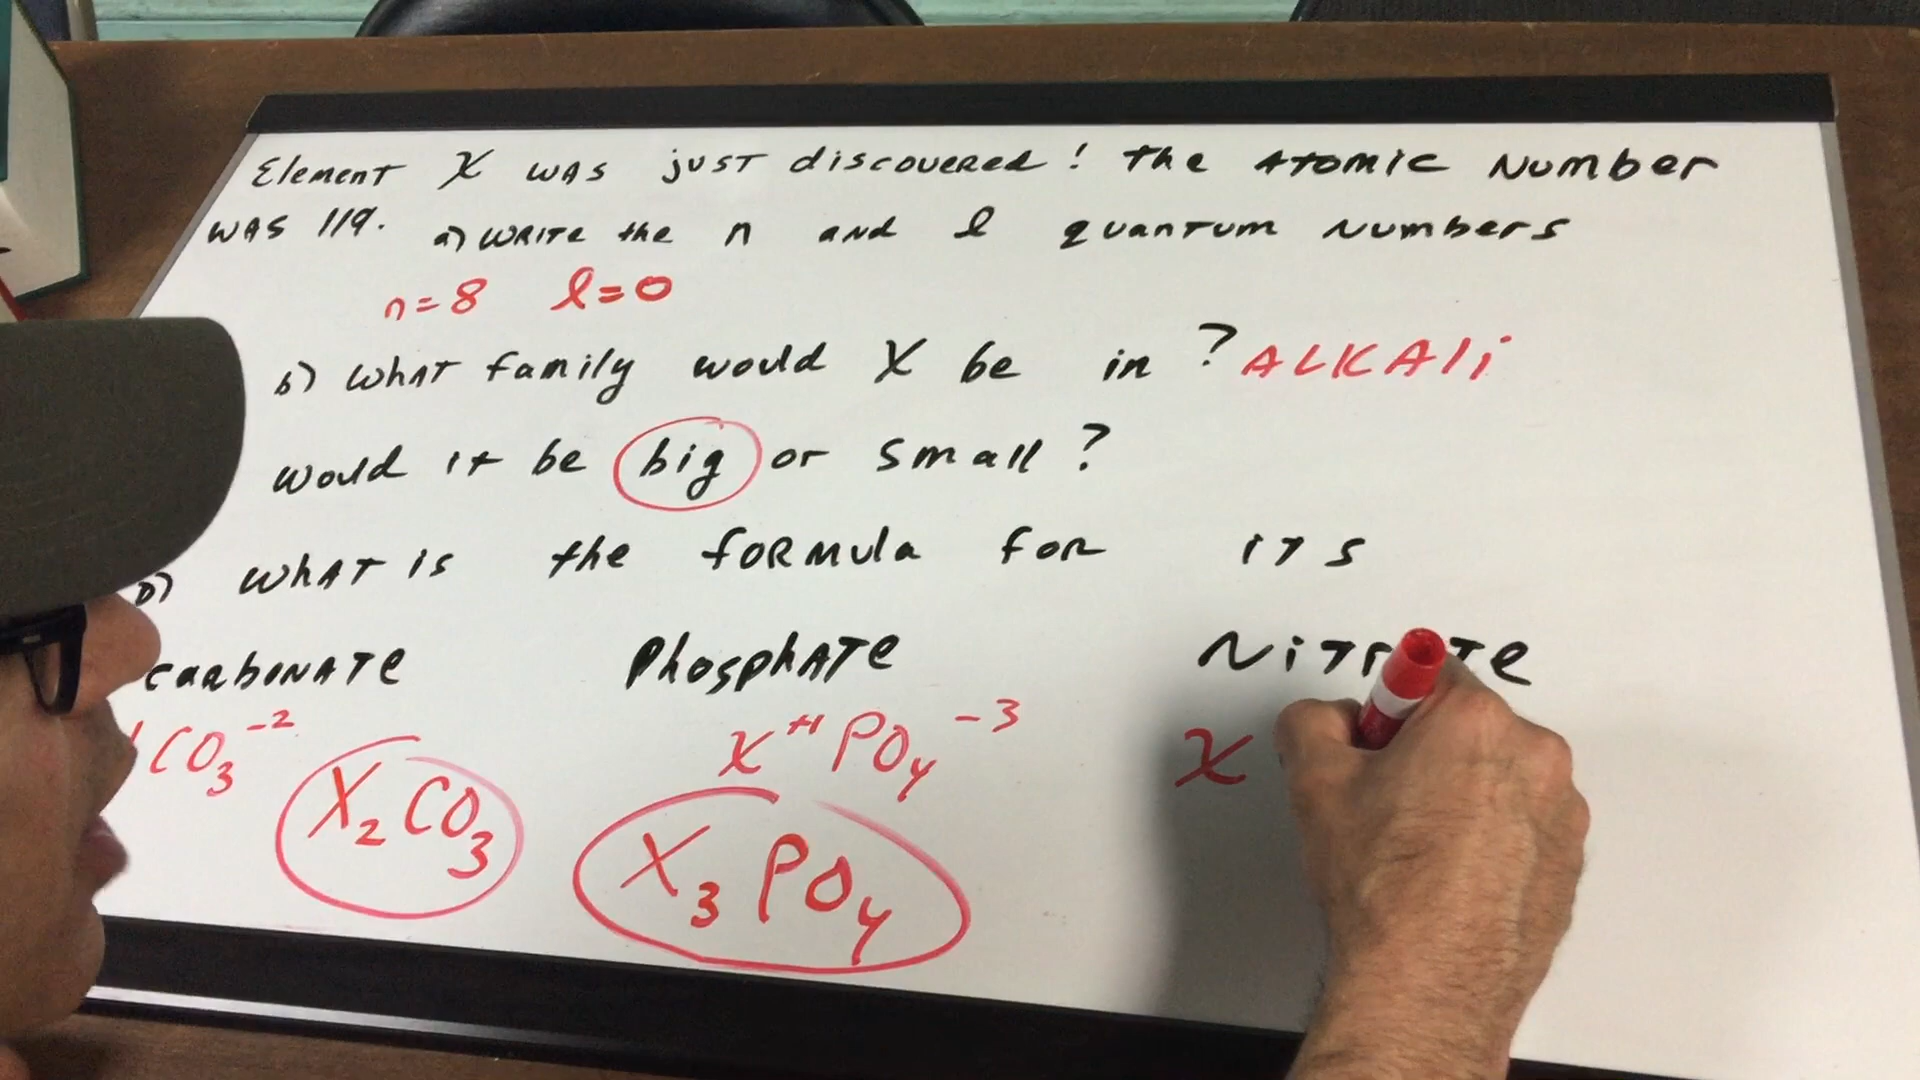 Element X was just discovered! The Atomic Number
was 119. a) Write the n and l quantum numbers
n=8 l=0
b) What family would X be in? ALKAli
would it be big or small?
D) What is the formula for its
carbonate Phosphate Nitrate
CO3-2 X+1 PO4-3 X
X2CO3 X3PO4